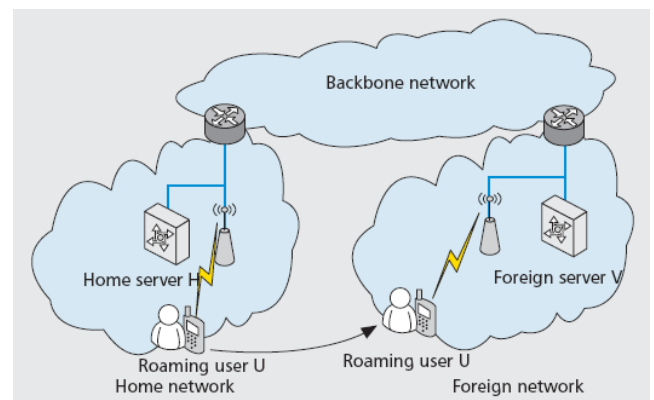 Backbone network
Home server H
Foreign server V
Roaming user U
Roaming user U
Home network
Foreign network